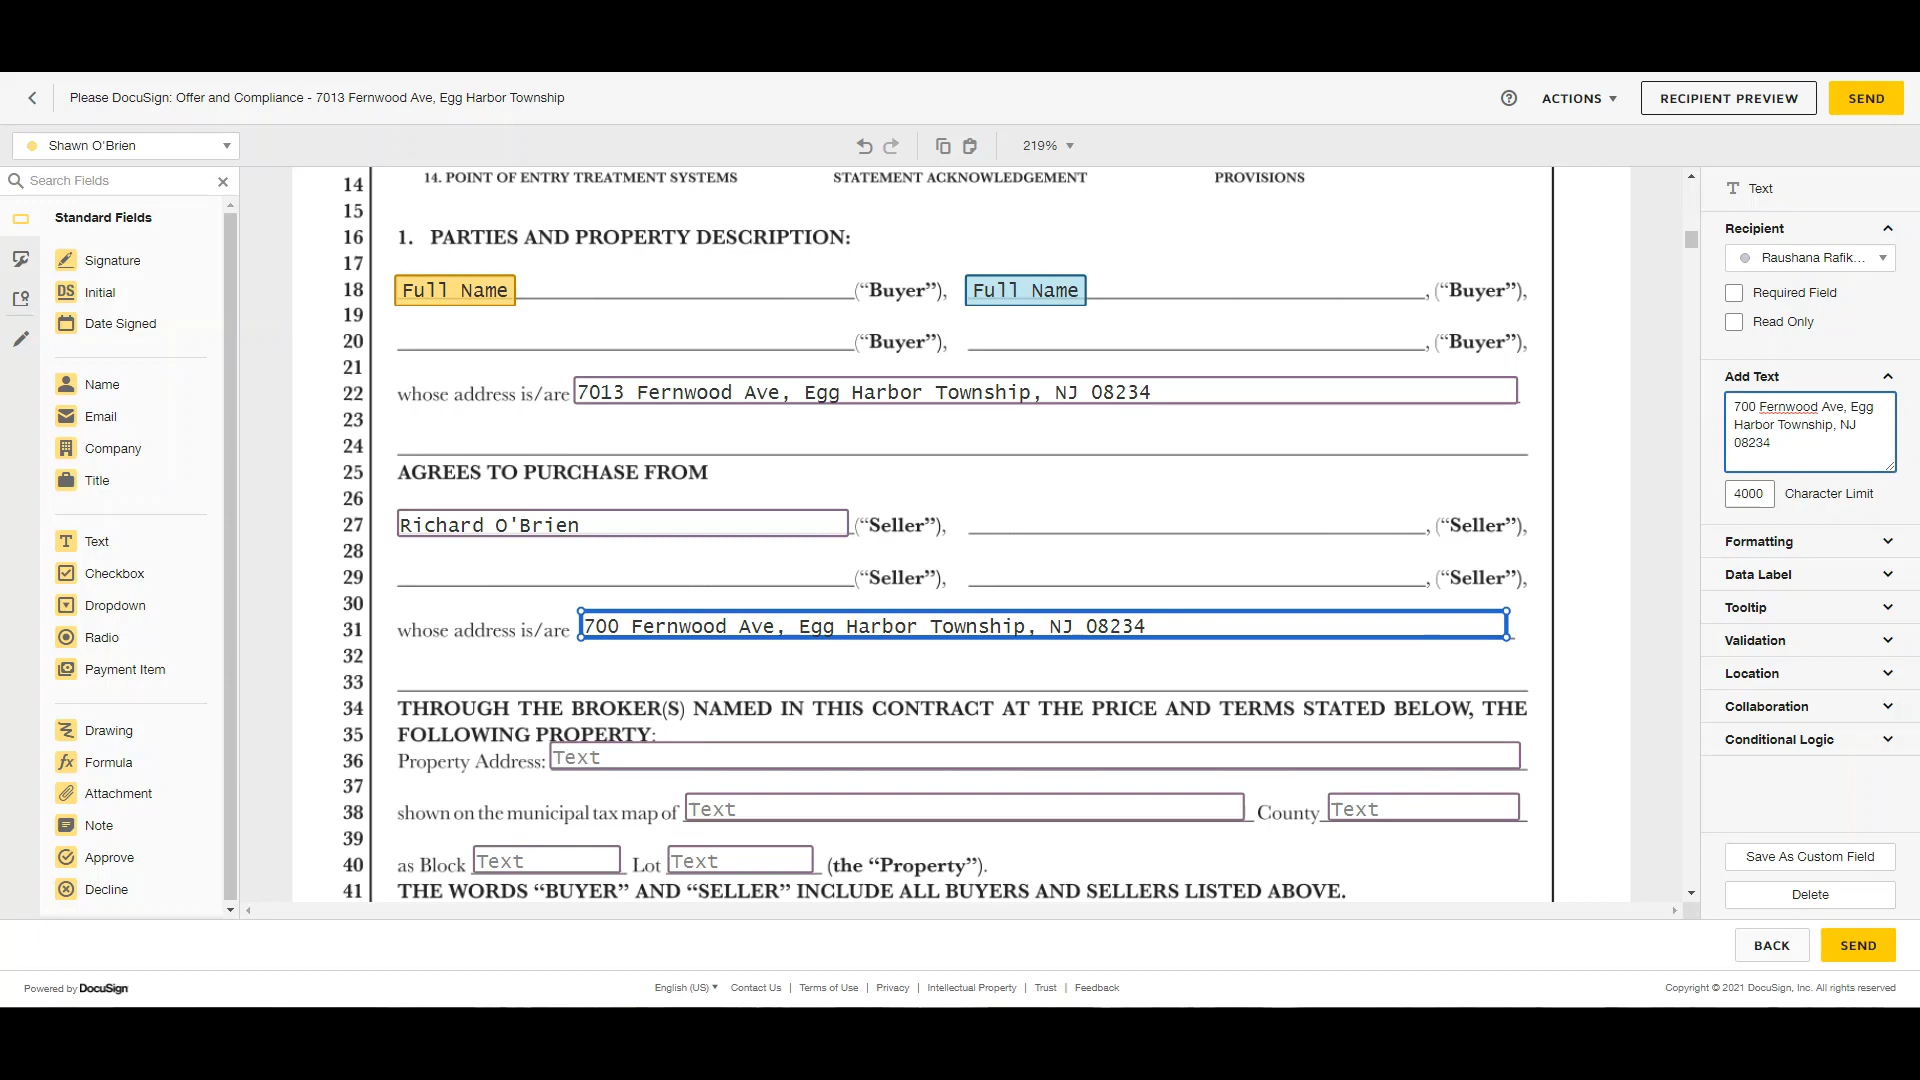 Please DocuSign: Offer and Compliance - 7013 Fernwood Ave, Egg Harbor Township
ACTIONS
RECIPIENT PREVIEW
SEND
Shawn O'Brien
219%
Search Fields
Standard Fields
Signature
DS Initial
Date Signed
Name
Email
Company
Title
T Text
Checkbox
Dropdown
Radio
Payment Item
Drawing
fx Formula
Attachment
Note
Approve
Decline
14 14. POINT OF ENTRY TREATMENT SYSTEMS STATEMENT ACKNOWLEDGEMENT PROVISIONS
15
16 1. PARTIES AND PROPERTY DESCRIPTION:
17
18 Full Name (“Buyer”), Full Name , (“Buyer”),
19
20 (“Buyer”), , (“Buyer”),
21
22 whose address is/are 7013 Fernwood Ave, Egg Harbor Township, NJ 08234
23
24
25 AGREES TO PURCHASE FROM
26
27 Richard O'Brien (“Seller”), , (“Seller”),
28
29 (“Seller”), , (“Seller”),
30
31 whose address is/are 700 Fernwood Ave, Egg Harbor Township, NJ 08234
32
33
34 THROUGH THE BROKER(S) NAMED IN THIS CONTRACT AT THE PRICE AND TERMS STATED BELOW, THE
35 FOLLOWING PROPERTY:
36 Property Address: Text
37
38 shown on the municipal tax map of Text County Text
39
40 as Block Text Lot Text (the “Property”).
41 THE WORDS “BUYER” AND “SELLER” INCLUDE ALL BUYERS AND SELLERS LISTED ABOVE.
T Text
Recipient
Raushana Rafik...
Required Field
Read Only
Add Text
700 Fernwood Ave, Egg
Harbor Township, NJ
08234
4000 Character Limit
Formatting
Data Label
Tooltip
Validation
Location
Collaboration
Conditional Logic
Save As Custom Field
Delete
BACK
SEND
Powered by DocuSign
English (US) Contact Us | Terms of Use | Privacy | Intellectual Property | Trust | Feedback
Copyright © 2021 DocuSign, Inc. All rights reserved